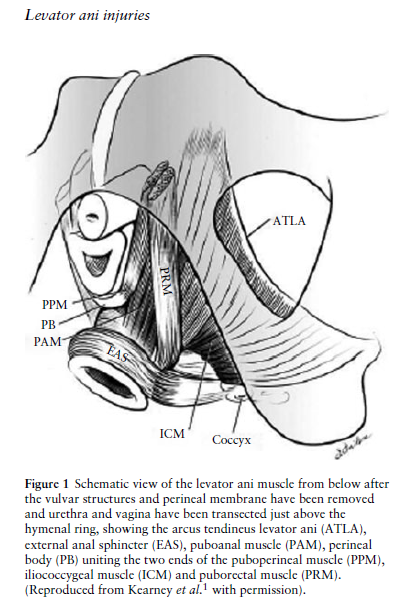 Levator ani injuries
ATLA
PRM
PPM
PB
PAM
EAS
ICM
Coccyx
Figure 1 Schematic view of the levator ani muscle from below after
the vulvar structures and perineal membrane have been removed
and urethra and vagina have been transected just above the
hymenal ring, showing the arcus tendineus levator ani (ATLA),
external anal sphincter (EAS), puboanal muscle (PAM), perineal
body (PB) uniting the two ends of the puboperineal muscle (PPM),
iliococcygeal muscle (ICM) and puborectal muscle (PRM).
(Reproduced from Kearney et al.1 with permission).